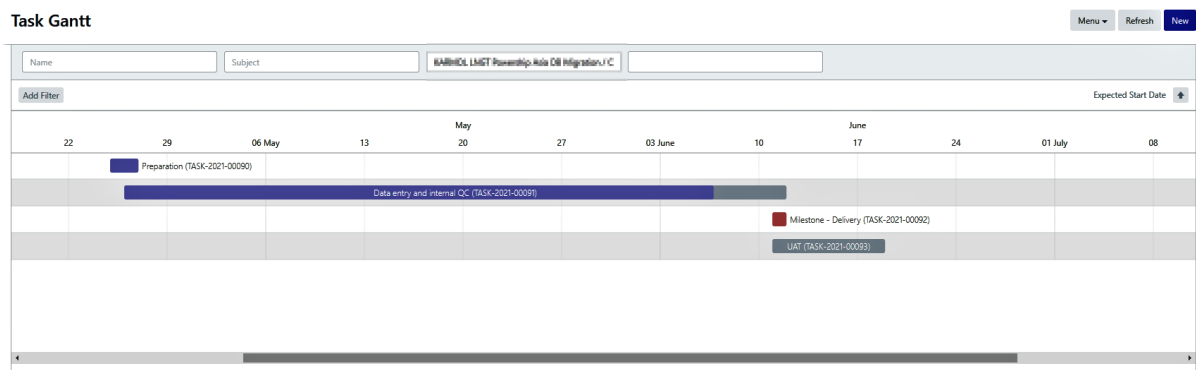 Task Gantt
Menu Refresh New
Name Subject
Add Filter Expected Start Date
May June
22 29 06 May 13 20 27 03 June 10 17 24 01 July 08
Preparation (TASK-2021-00090)
Data entry and internal QC (TASK-2021-00091)
Milestone - Delivery (TASK-2021-00092)
UAT (TASK-2021-00093)